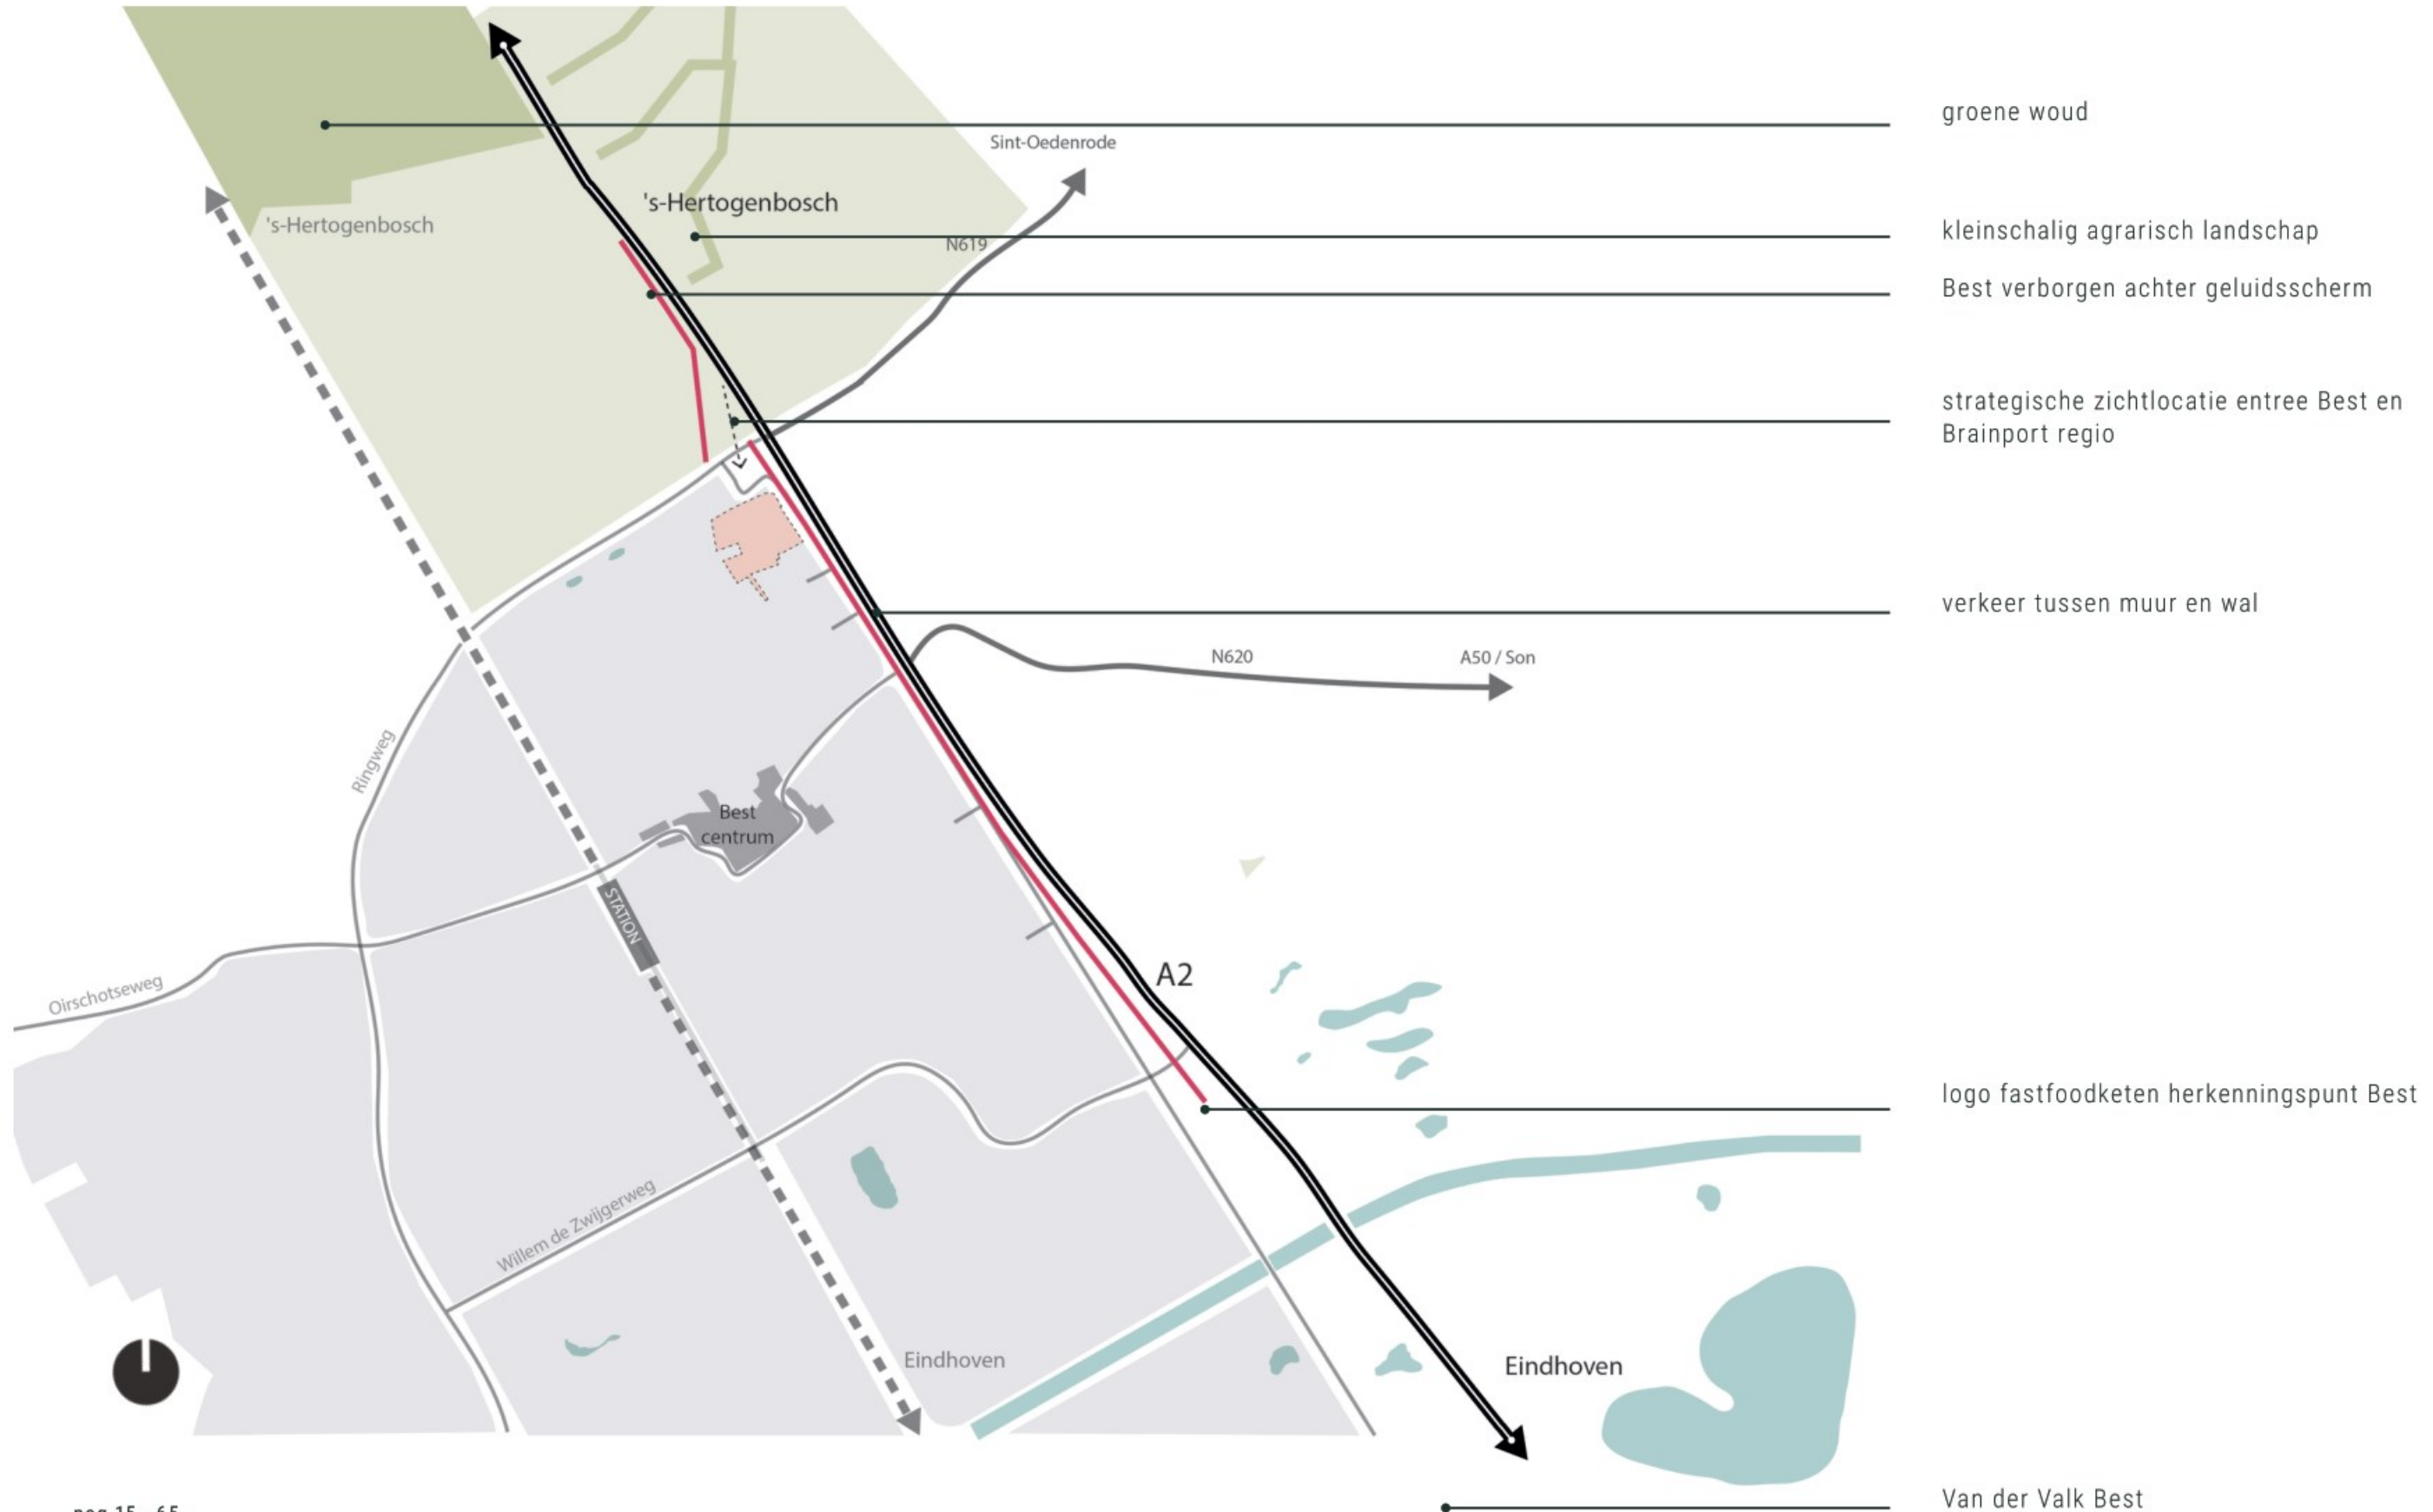 groene woud
Sint-Oedenrode
's-Hertogenbosch
's-Hertogenbosch
kleinschalig agrarisch landschap
N619
Best verborgen achter geluidsscherm
strategische zichtlocatie entree Best en
Brainport regio
verkeer tussen muur en wal
N620
A50 / Son
Ringweg
Best
centrum
STATION
A2
Oirschotseweg
logo fastfoodketen herkenningspunt Best
Willem de Zwijgerweg
Eindhoven
Eindhoven
Van der Valk Best